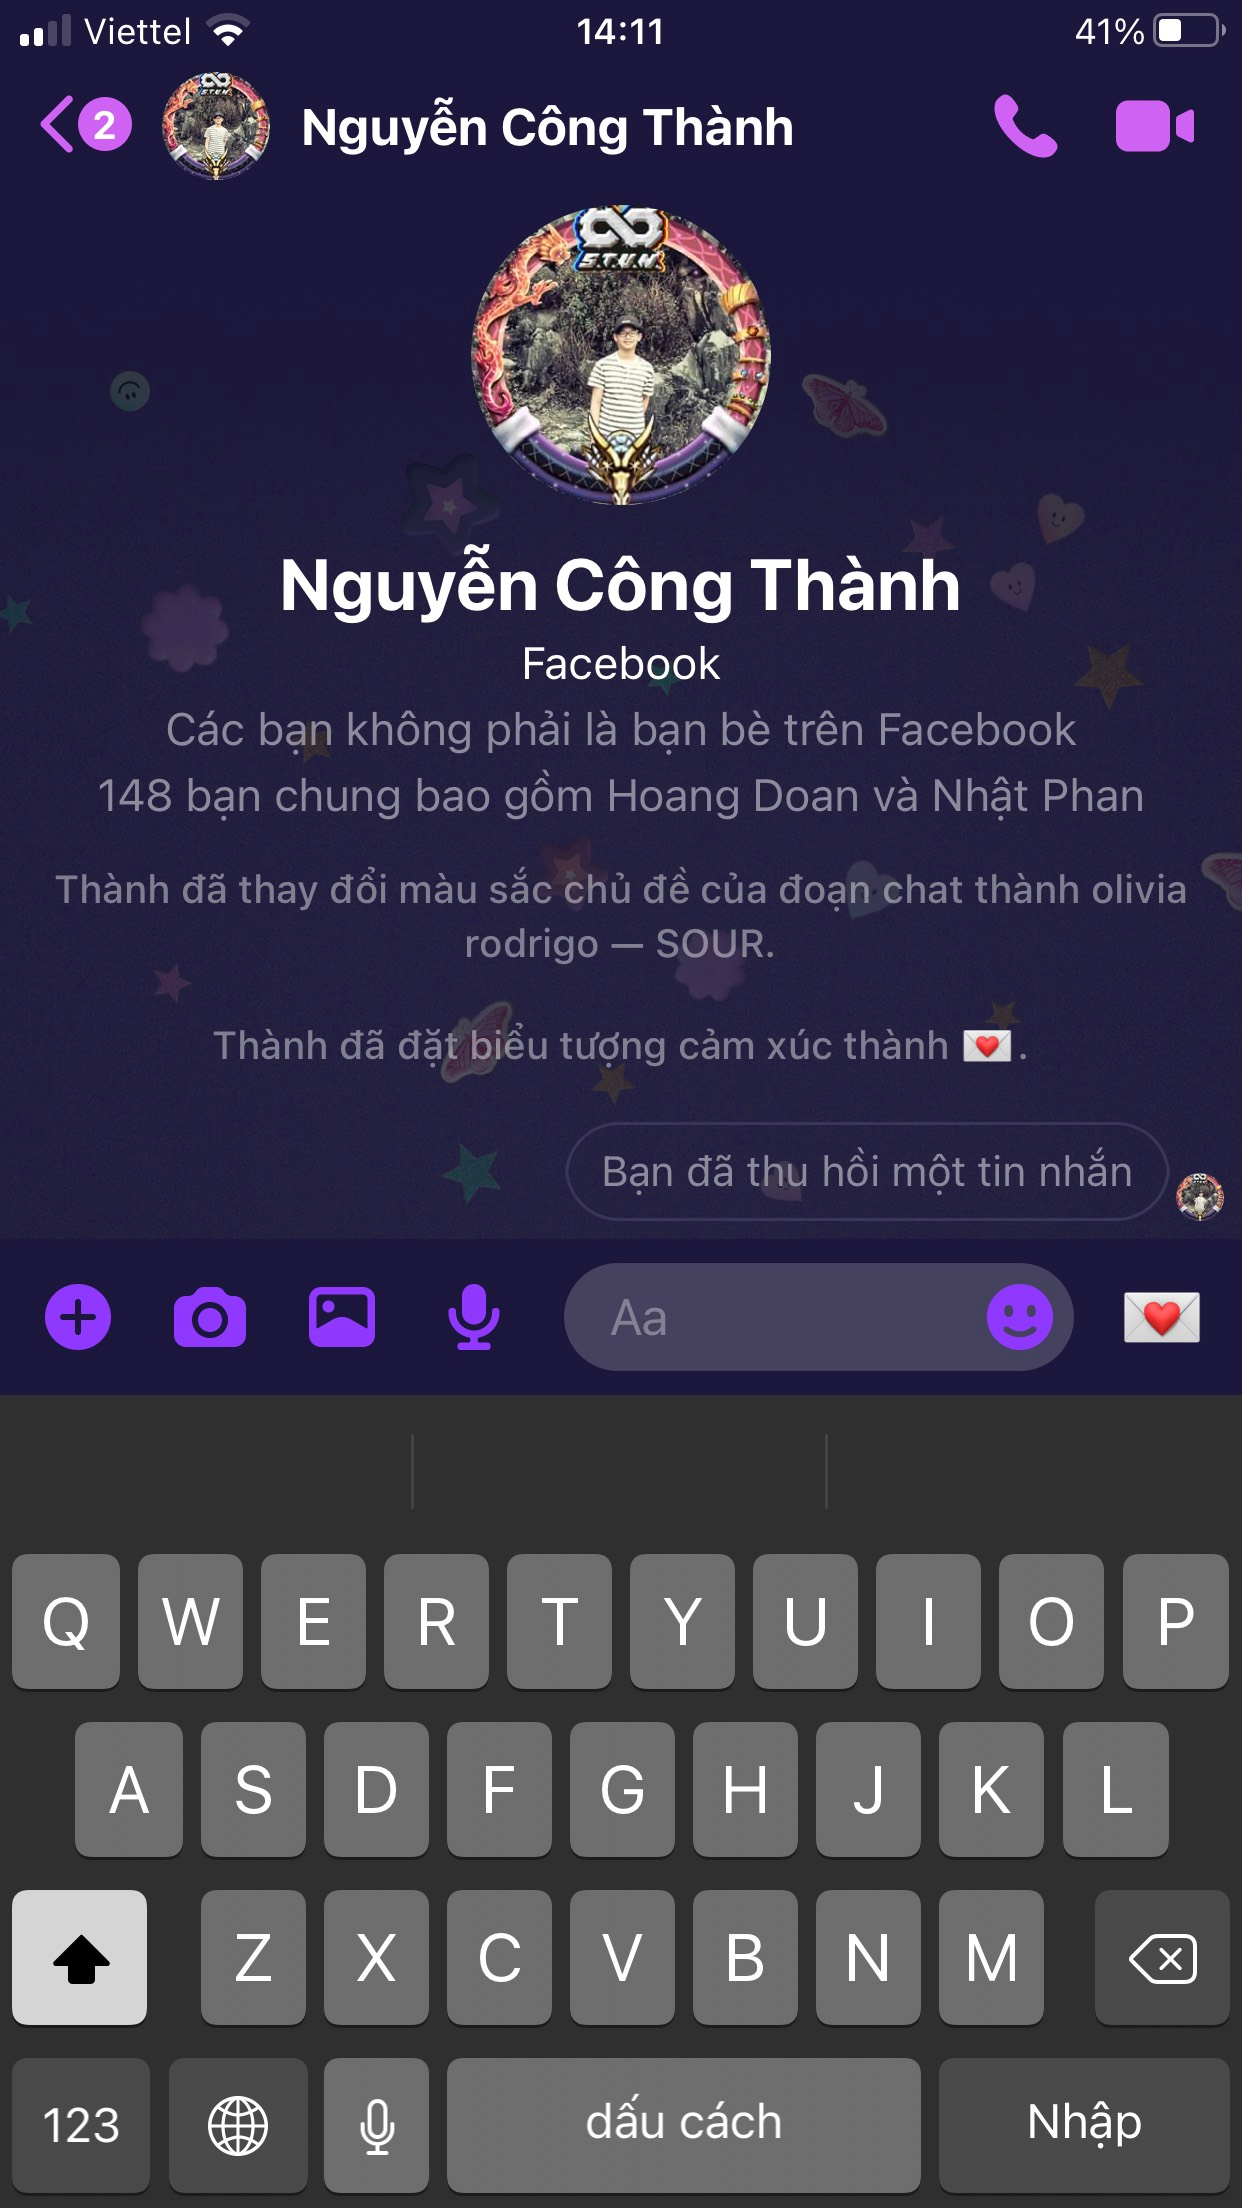 Viettel 14:11 41%
2 Nguyễn Công Thành
S.T.U.N.
Nguyễn Công Thành
Facebook
Các bạn không phải là bạn bè trên Facebook
148 bạn chung bao gồm Hoang Doan và Nhật Phan
Thành đã thay đổi màu sắc chủ đề của đoạn chat thành olivia
rodrigo — SOUR.
Thành đã đặt biểu tượng cảm xúc thành 💌.
Bạn đã thu hồi một tin nhắn
Aa
Q W E R T Y U I O P
A S D F G H J K L
Z X C V B N M
123 dấu cách Nhập